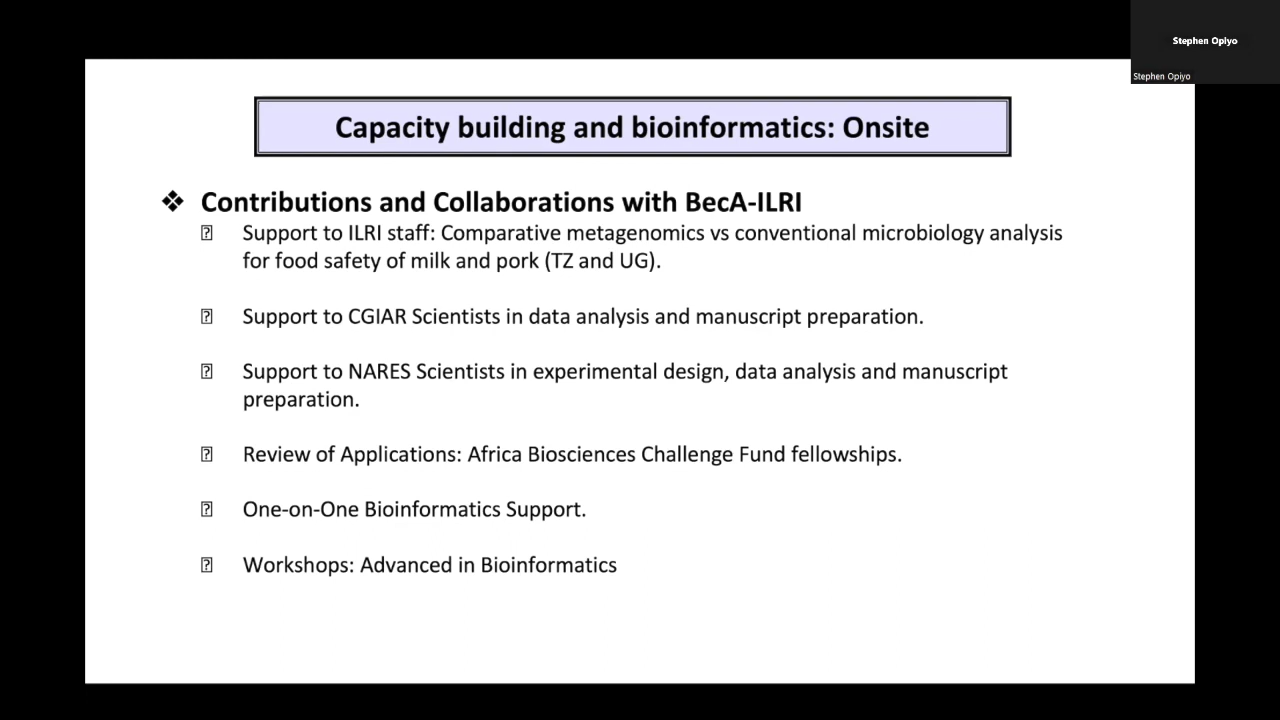 Stephen Opiyo
Stephen Opiyo
Capacity building and bioinformatics: Onsite
❖ Contributions and Collaborations with BecA-ILRI
Support to ILRI staff: Comparative metagenomics vs conventional microbiology analysis
for food safety of milk and pork (TZ and UG).
Support to CGIAR Scientists in data analysis and manuscript preparation.
Support to NARES Scientists in experimental design, data analysis and manuscript
preparation.
Review of Applications: Africa Biosciences Challenge Fund fellowships.
One-on-One Bioinformatics Support.
Workshops: Advanced in Bioinformatics